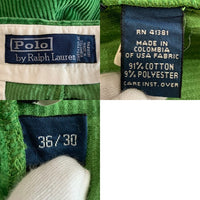 Polo
by Ralph Lauren
RN 41381
MADE IN
COLOMBIA
OF USA FABRIC
91% COTTON
9% POLYESTER
CARE INST. OVER
36/30